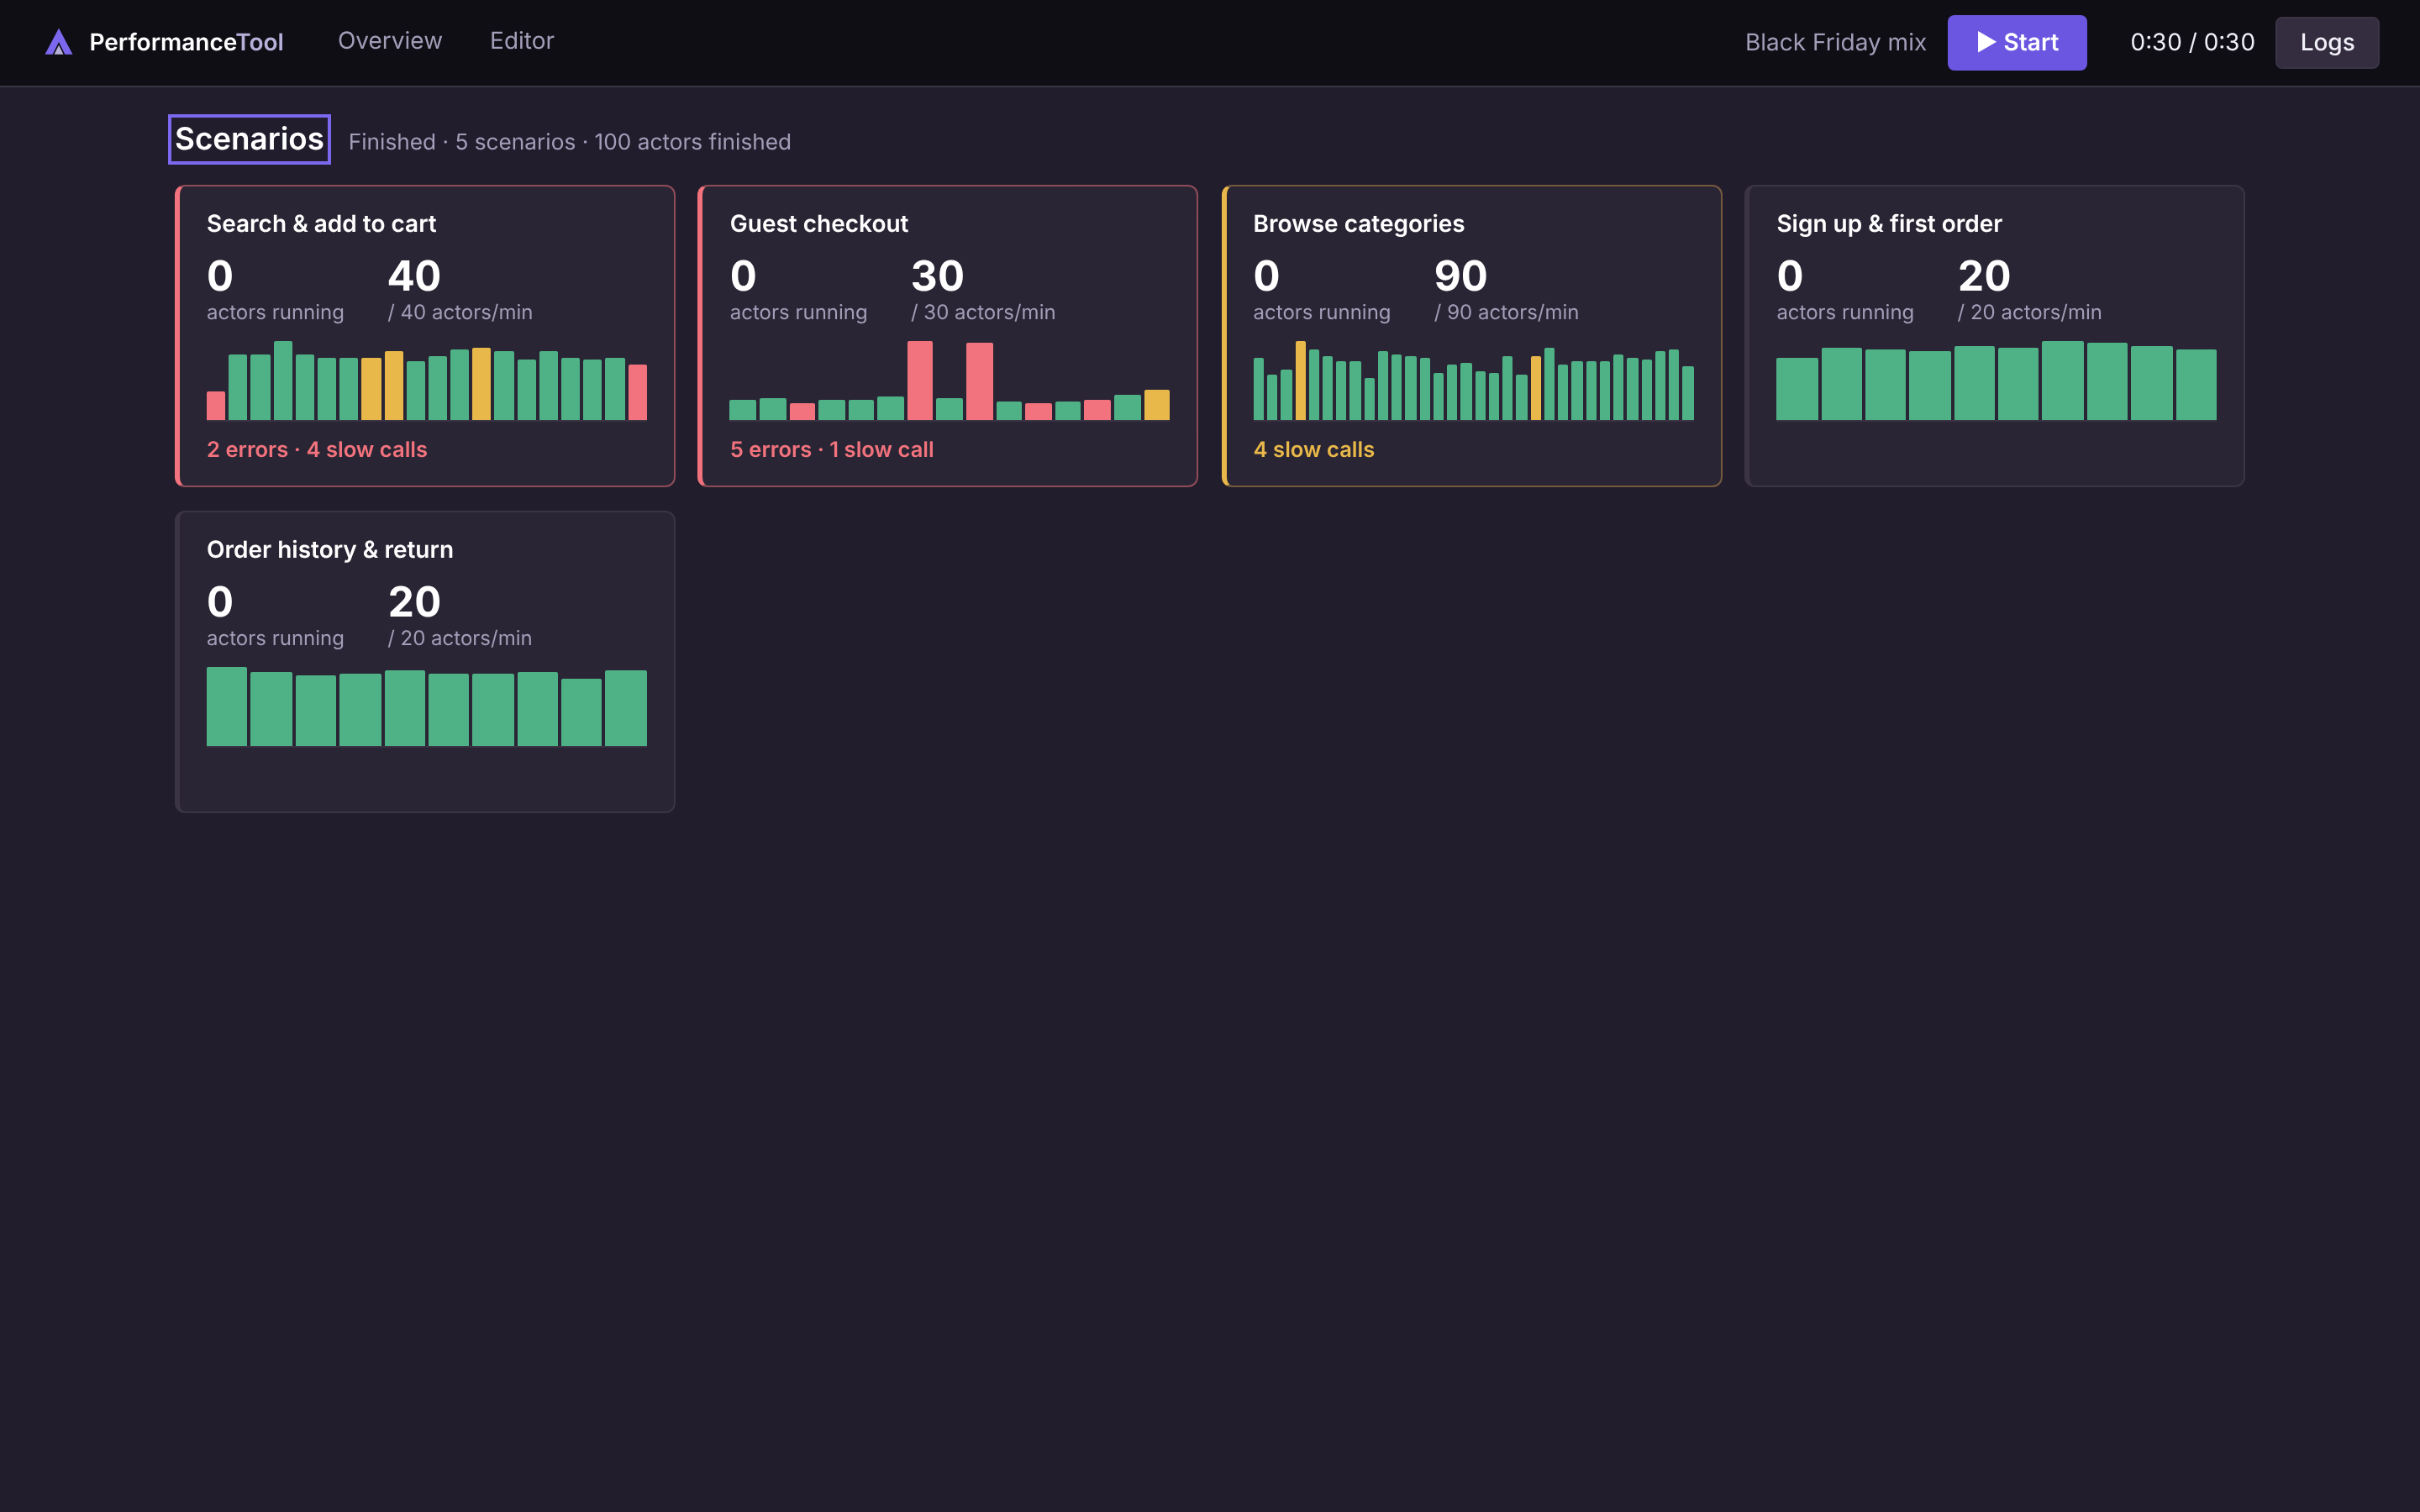 PerformanceTool Overview Editor Black Friday mix ▶ Start 0:30 / 0:30 Logs
Scenarios Finished · 5 scenarios · 100 actors finished
Search & add to cart
0 40
actors running / 40 actors/min
2 errors · 4 slow calls
Guest checkout
0 30
actors running / 30 actors/min
5 errors · 1 slow call
Browse categories
0 90
actors running / 90 actors/min
4 slow calls
Sign up & first order
0 20
actors running / 20 actors/min
Order history & return
0 20
actors running / 20 actors/min